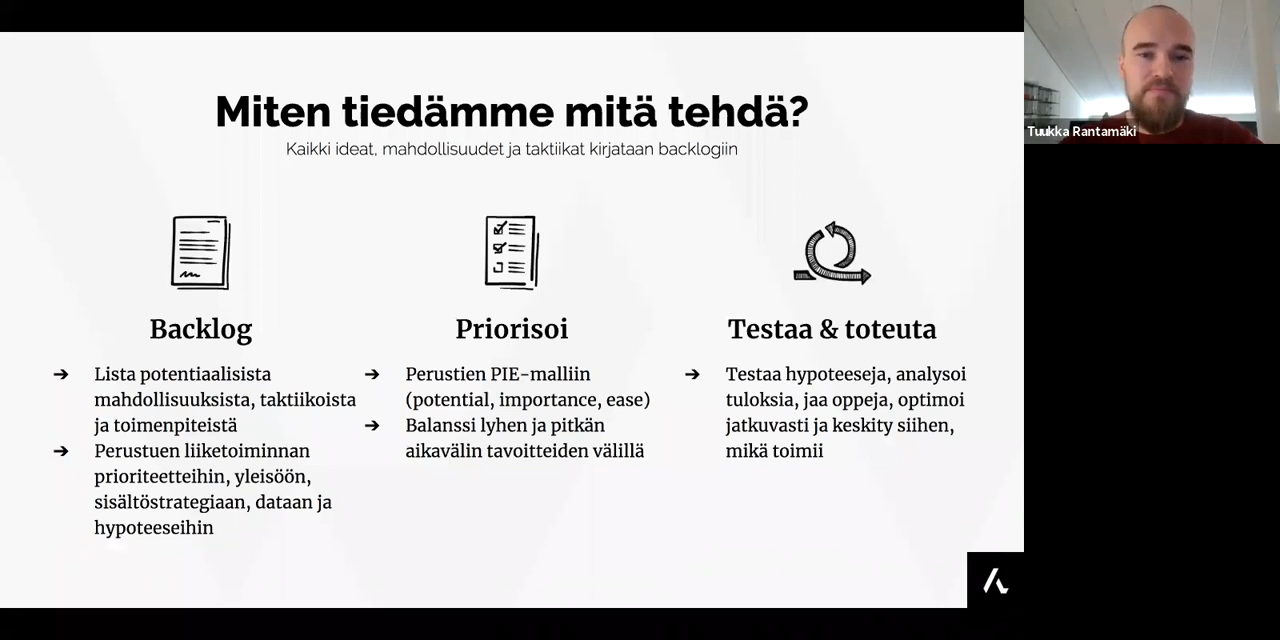 Miten tiedämme mitä tehdä?
Kaikki ideat, mahdollisuudet ja taktiikat kirjataan backlogiin
Backlog
➔ Lista potentiaalisista
mahdollisuuksista, taktiikoista
ja toimenpiteistä
➔ Perustuen liiketoiminnan
prioriteetteihin, yleisöön,
sisältöstrategiaan, dataan ja
hypoteeseihin
Priorisoi
➔ Perustien PIE-malliin
(potential, importance, ease)
➔ Balanssi lyhen ja pitkän
aikavälin tavoitteiden välillä
Testaa & toteuta
➔ Testaa hypoteeseja, analysoi
tuloksia, jaa oppeja, optimoi
jatkuvasti ja keskity siihen,
mikä toimii
Tuukka Rantamäki